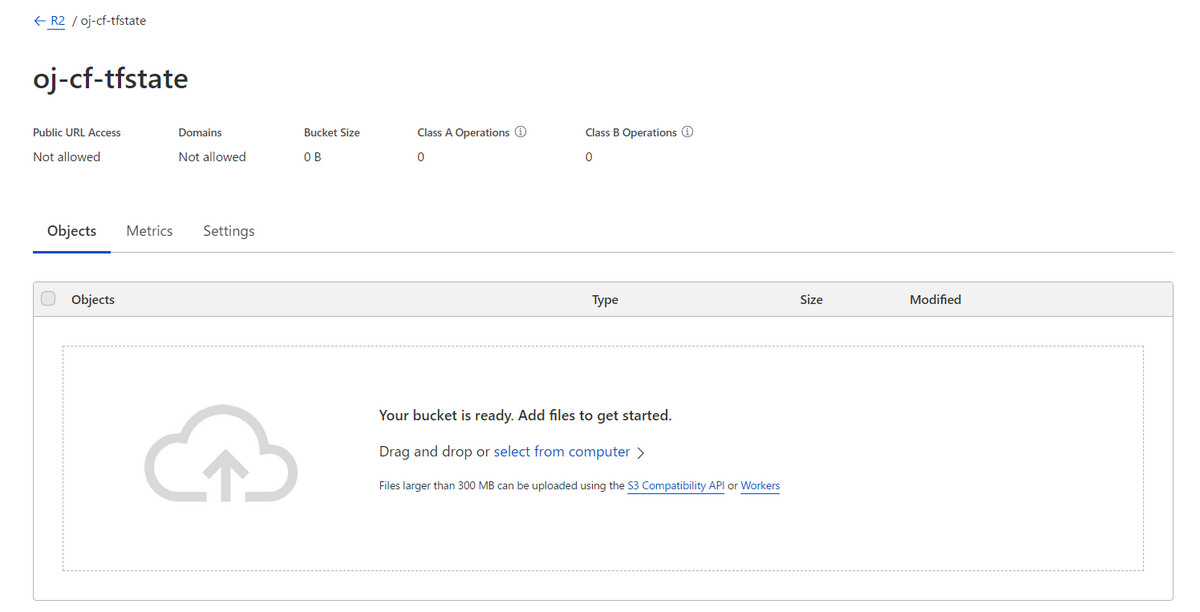 ← R2 / oj-cf-tfstate
oj-cf-tfstate
Public URL Access Domains Bucket Size Class A Operations Class B Operations
Not allowed Not allowed 0 B 0 0
Objects Metrics Settings
Objects Type Size Modified
Your bucket is ready. Add files to get started.
Drag and drop or select from computer
Files larger than 300 MB can be uploaded using the S3 Compatibility API or Workers